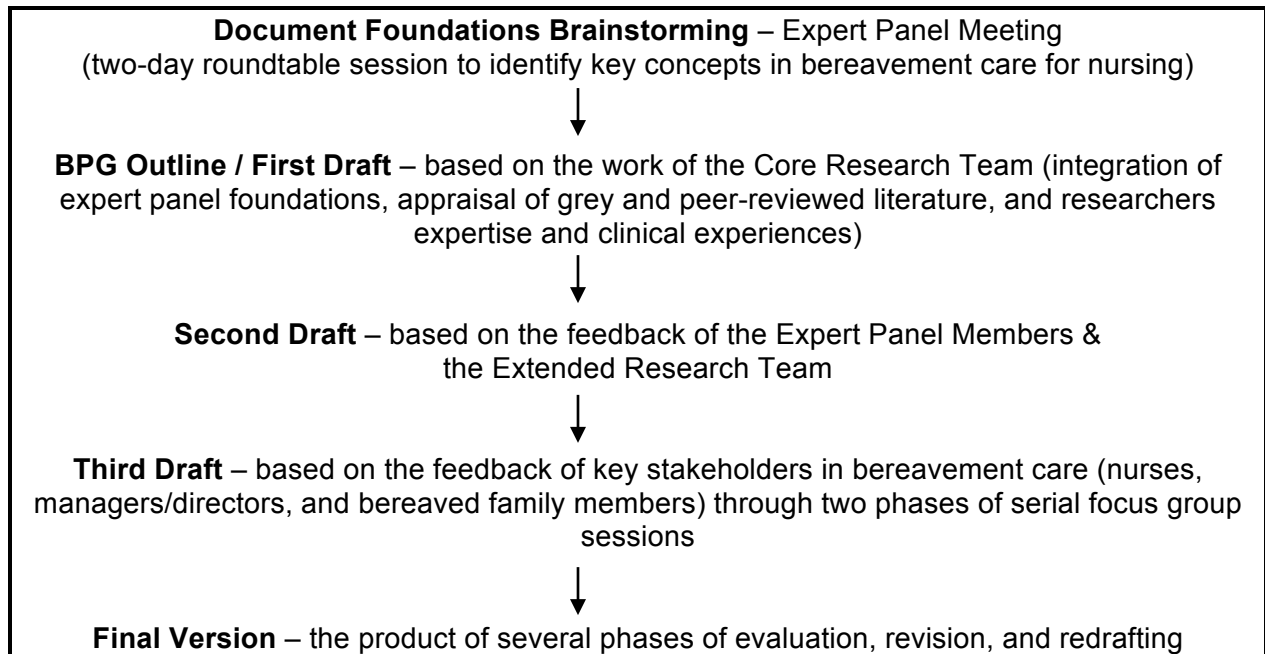 Document Foundations Brainstorming – Expert Panel Meeting
(two-day roundtable session to identify key concepts in bereavement care for nursing)
BPG Outline / First Draft – based on the work of the Core Research Team (integration of
expert panel foundations, appraisal of grey and peer-reviewed literature, and researchers
expertise and clinical experiences)
Second Draft – based on the feedback of the Expert Panel Members &
the Extended Research Team
Third Draft – based on the feedback of key stakeholders in bereavement care (nurses,
managers/directors, and bereaved family members) through two phases of serial focus group
sessions
Final Version – the product of several phases of evaluation, revision, and redrafting